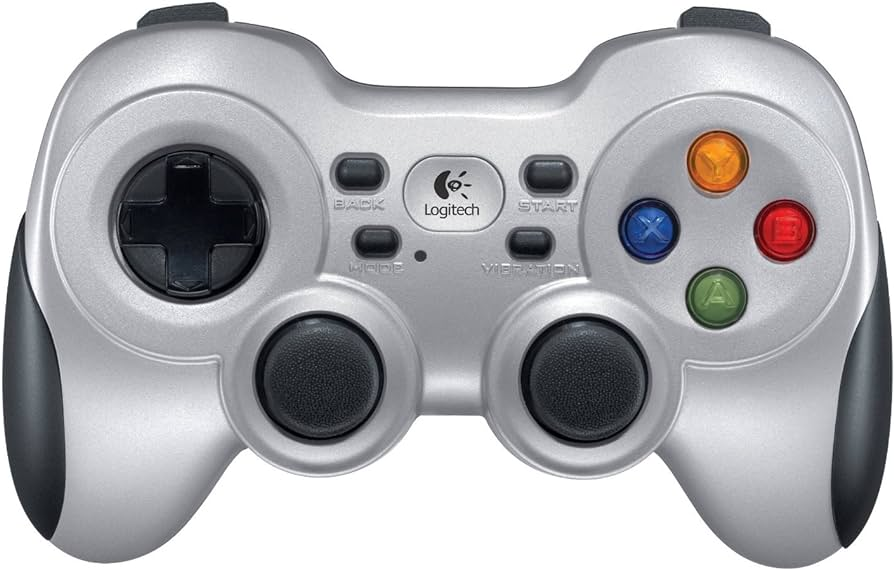 BACK
Logitech
START
MODE
VIBRATION
Y
X
B
A